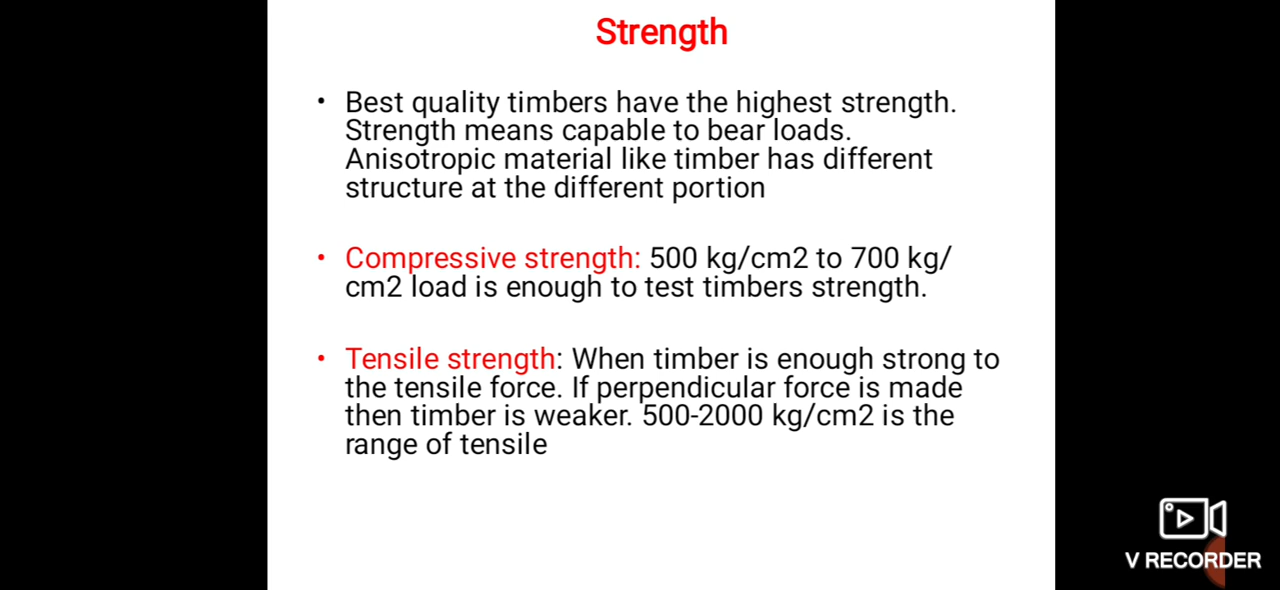 Strength
• Best quality timbers have the highest strength.
Strength means capable to bear loads.
Anisotropic material like timber has different
structure at the different portion
• Compressive strength: 500 kg/cm2 to 700 kg/
cm2 load is enough to test timbers strength.
• Tensile strength: When timber is enough strong to
the tensile force. If perpendicular force is made
then timber is weaker. 500-2000 kg/cm2 is the
range of tensile
V RECORDER